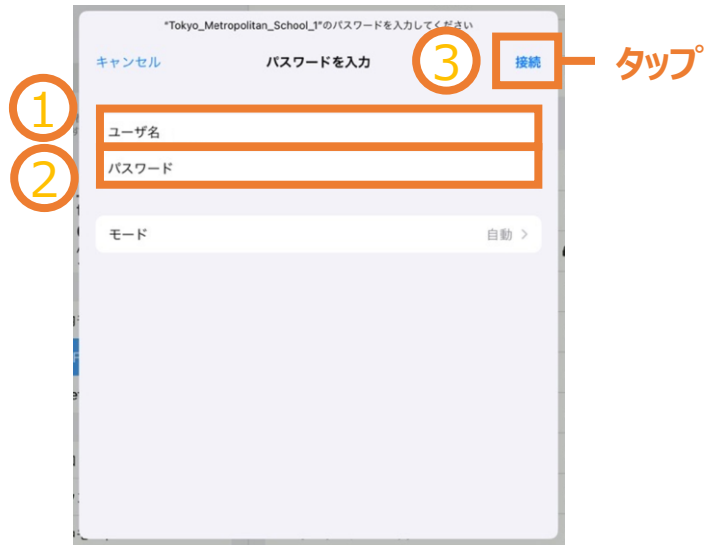 "Tokyo_Metropolitan_School_1"のパスワードを入力してください
キャンセル パスワードを入力 ③ 接続 タップ
① ユーザ名
② パスワード
モード 自動 >